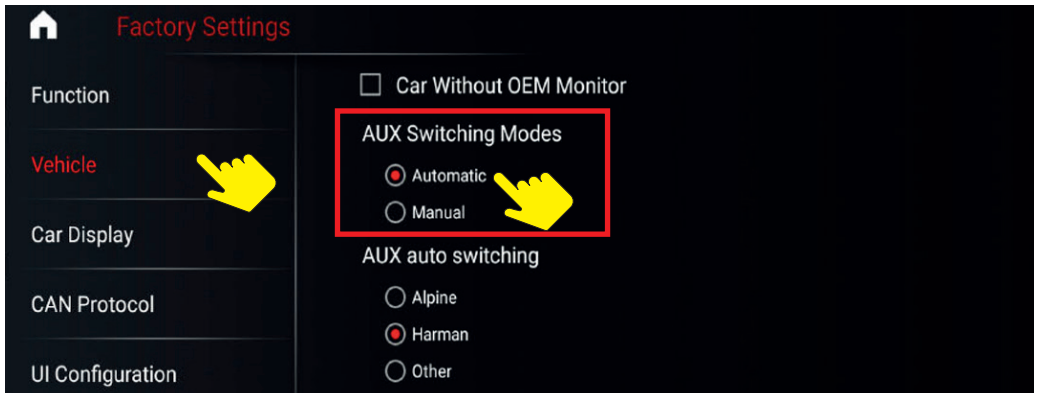 Factory Settings
Function
Vehicle
Car Display
CAN Protocol
UI Configuration
Car Without OEM Monitor
AUX Switching Modes
Automatic
Manual
AUX auto switching
Alpine
Harman
Other